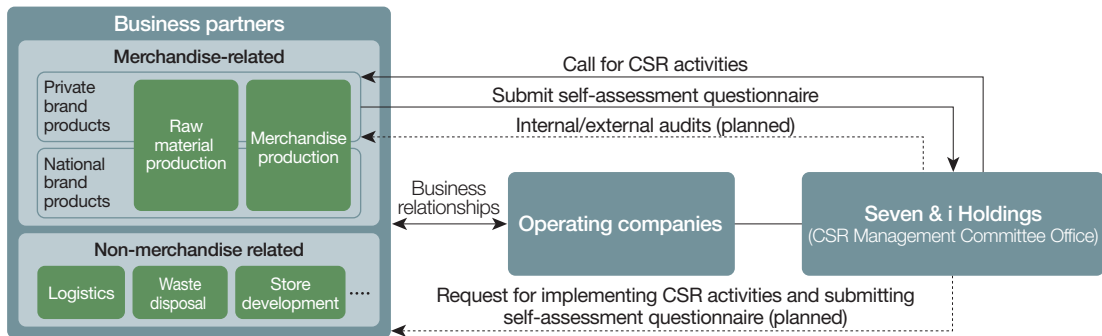 Business partners
Merchandise-related
Private
brand
products
Raw
material
production
Merchandise
production
National
brand
products
Non-merchandise related
Logistics
Waste
disposal
Store
development
····
Call for CSR activities
Submit self-assessment questionnaire
Internal/external audits (planned)
Business
relationships
Operating companies
Seven & i Holdings
(CSR Management Committee Office)
Request for implementing CSR activities and submitting
self-assessment questionnaire (planned)